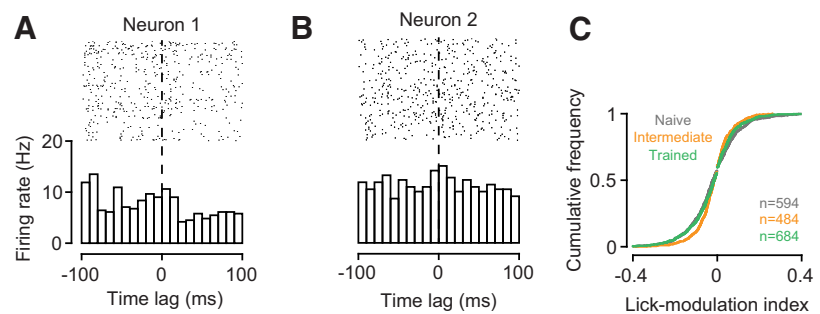 A
Neuron 1
Firing rate (Hz)
20
10
0
-100
0
100
Time lag (ms)
B
Neuron 2
-100
0
100
Time lag (ms)
C
Cumulative frequency
1
0.5
0
Naive
Intermediate
Trained
n=594
n=484
n=684
-0.4
0
0.4
Lick-modulation index